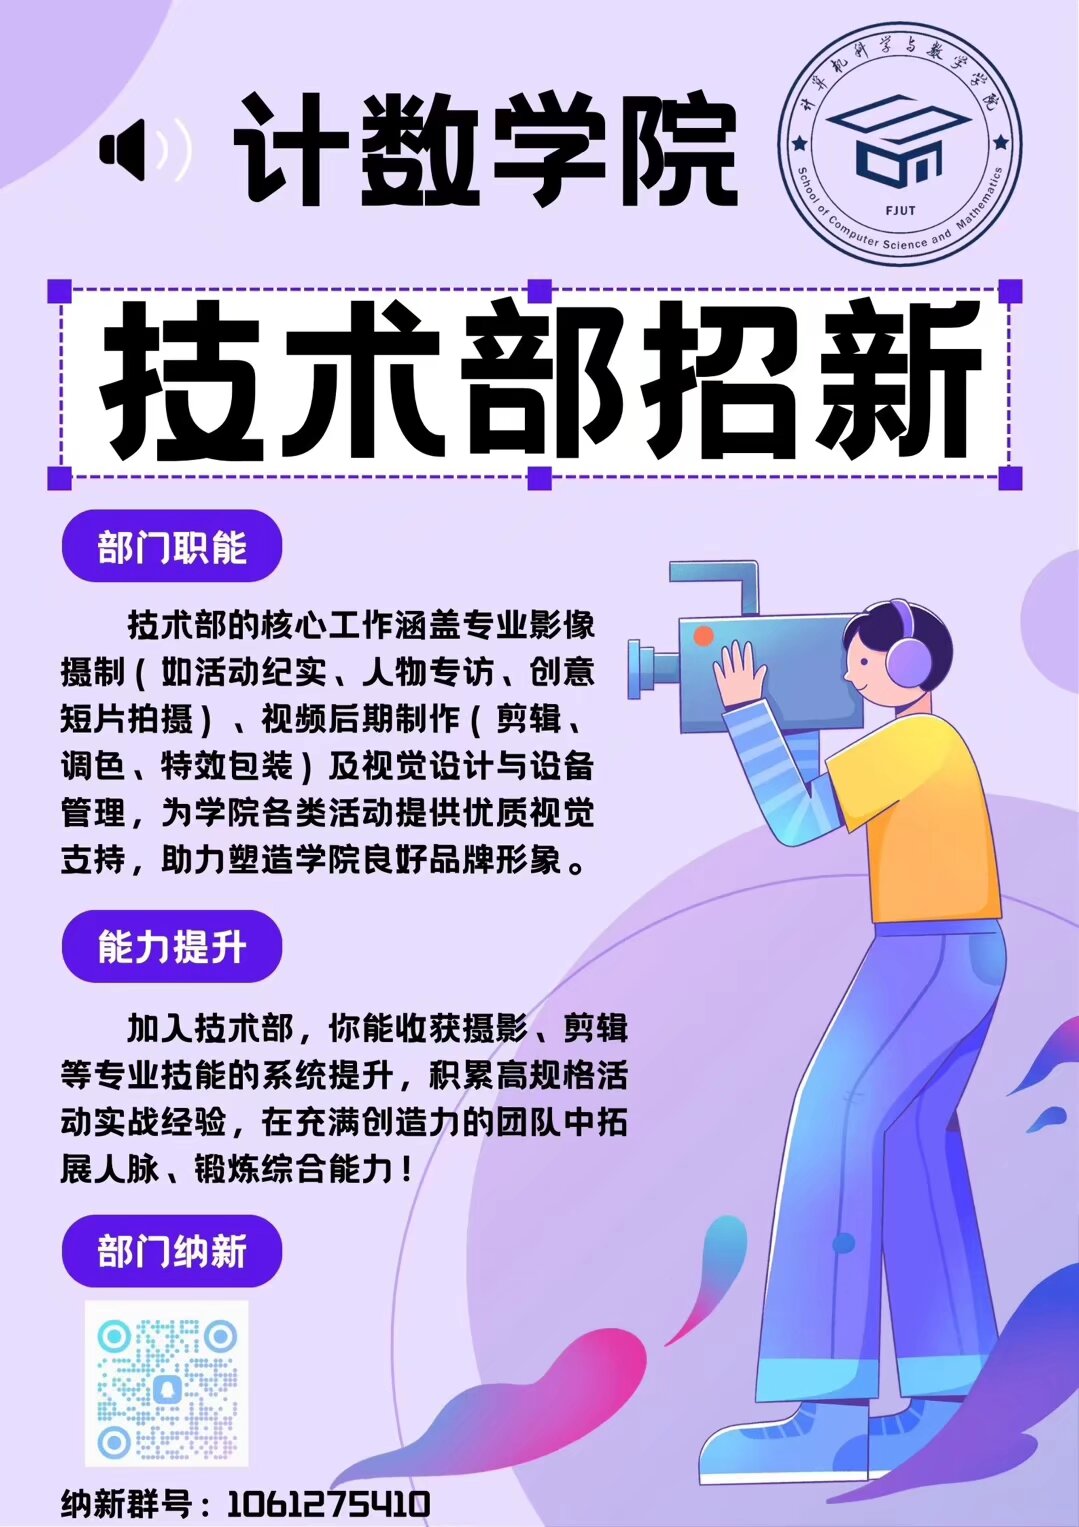 计数学院
计算机科学与数学学院
FJUT
School of Computer Science and Mathematics
技术部招新
部门职能
技术部的核心工作涵盖专业影像
摄制（如活动纪实、人物专访、创意
短片拍摄）、视频后期制作（剪辑、
调色、特效包装）及视觉设计与设备
管理，为学院各类活动提供优质视觉
支持，助力塑造学院良好品牌形象。
能力提升
加入技术部，你能收获摄影、剪辑
等专业技能的系统提升，积累高规格活
动实战经验，在充满创造力的团队中拓
展人脉、锻炼综合能力！
部门纳新
纳新群号：1061275410